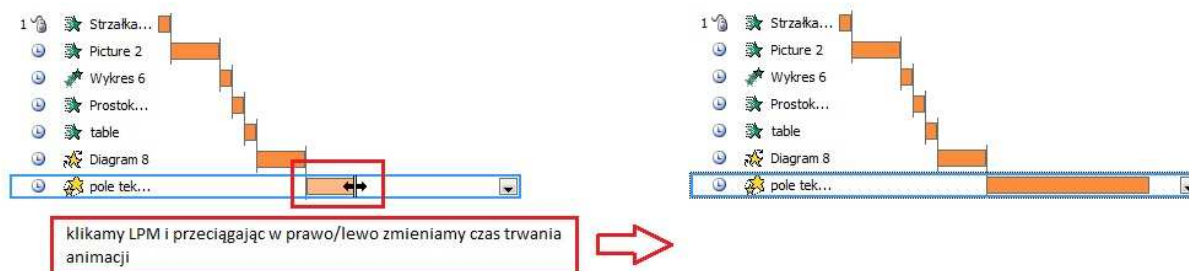 1 Strzałka...
Picture 2
Wykres 6
Prostok...
table
Diagram 8
pole tek...
klikamy LPM i przeciągając w prawo/lewo zmieniamy czas trwania
animacji
1 Strzałka...
Picture 2
Wykres 6
Prostok...
table
Diagram 8
pole tek...